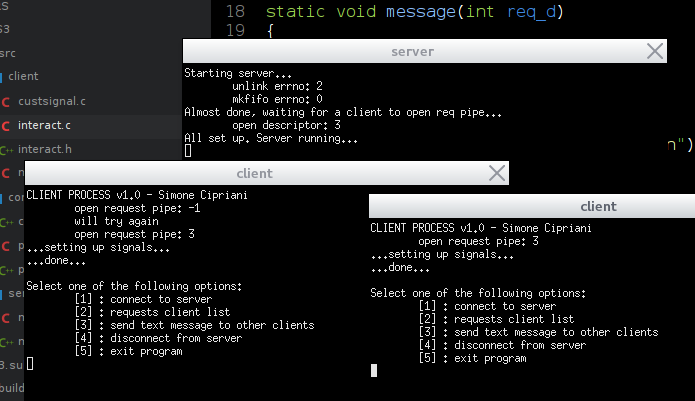 S
S3
src
client
custsignal.c
interact.c
interact.h
18 static void message(int req_d)
19 {
server
Starting server...
unlink errno: 2
mkfifo errno: 0
Almost done, waiting for a client to open req pipe...
open descriptor: 3
All set up. Server running...
n")
client
CLIENT PROCESS v1.0 - Simone Cipriani
open request pipe: -1
will try again
open request pipe: 3
...setting up signals...
...done...
Select one of the following options:
[1] : connect to server
[2] : requests client list
[3] : send text message to other clients
[4] : disconnect from server
[5] : exit program
client
CLIENT PROCESS v1.0 - Simone Cipriani
open request pipe: 3
...setting up signals...
...done...
Select one of the following options:
[1] : connect to server
[2] : requests client list
[3] : send text message to other clients
[4] : disconnect from server
[5] : exit program